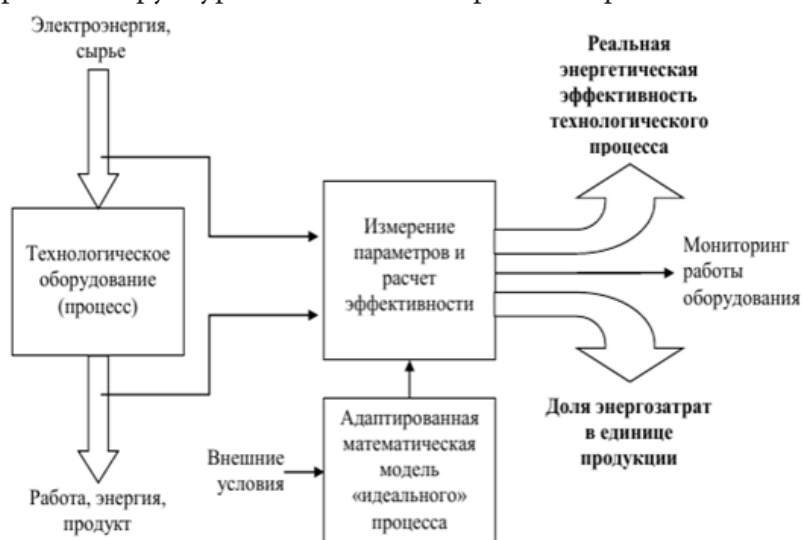 Электроэнергия,
сырье
Реальная
энергетическая
эффективность
технологического
процесса
Технологическое
оборудование
(процесс)
Измерение
параметров и
расчет
эффективности
Мониторинг
работы
оборудования
Доля энергозатрат
в единице
продукции
Адаптированная
математическая
модель
«идеального»
процесса
Внешние
условия
Работа, энергия,
продукт